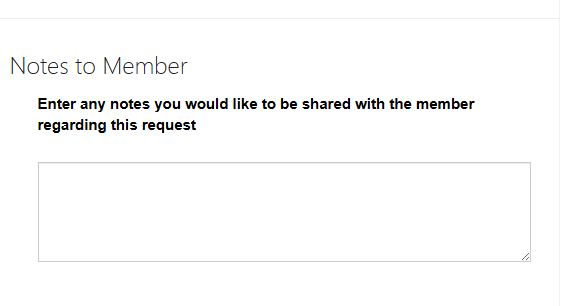 Notes to Member
Enter any notes you would like to be shared with the member
regarding this request